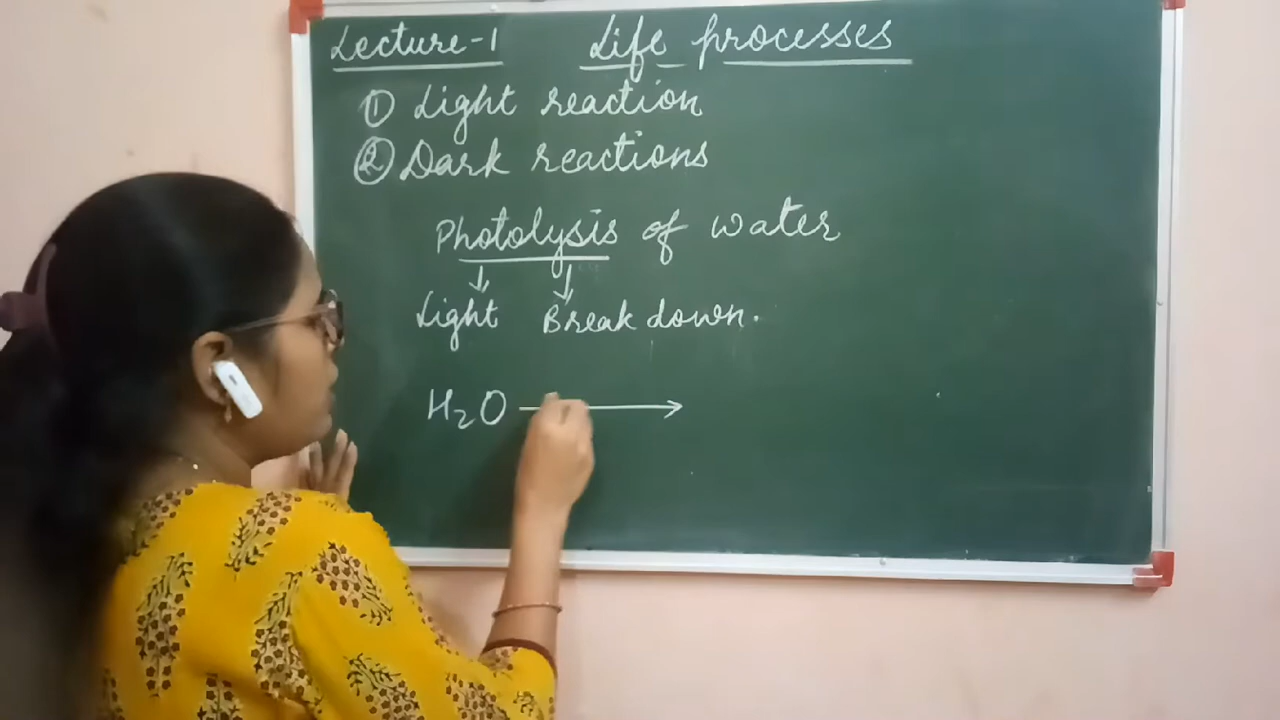 Lecture-1 Life processes
① Light reaction
② Dark reactions
Photolysis of water
↓ ↓
Light Break down.
H₂O →